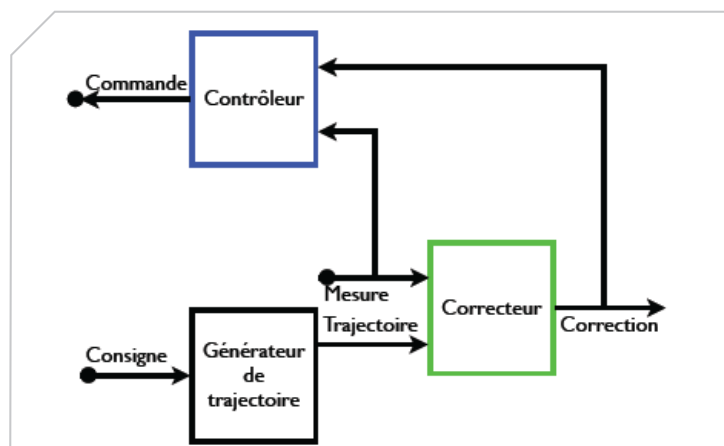 Commande
Contrôleur
Mesure
Correcteur
Trajectoire
Correction
Consigne
Générateur
de
trajectoire